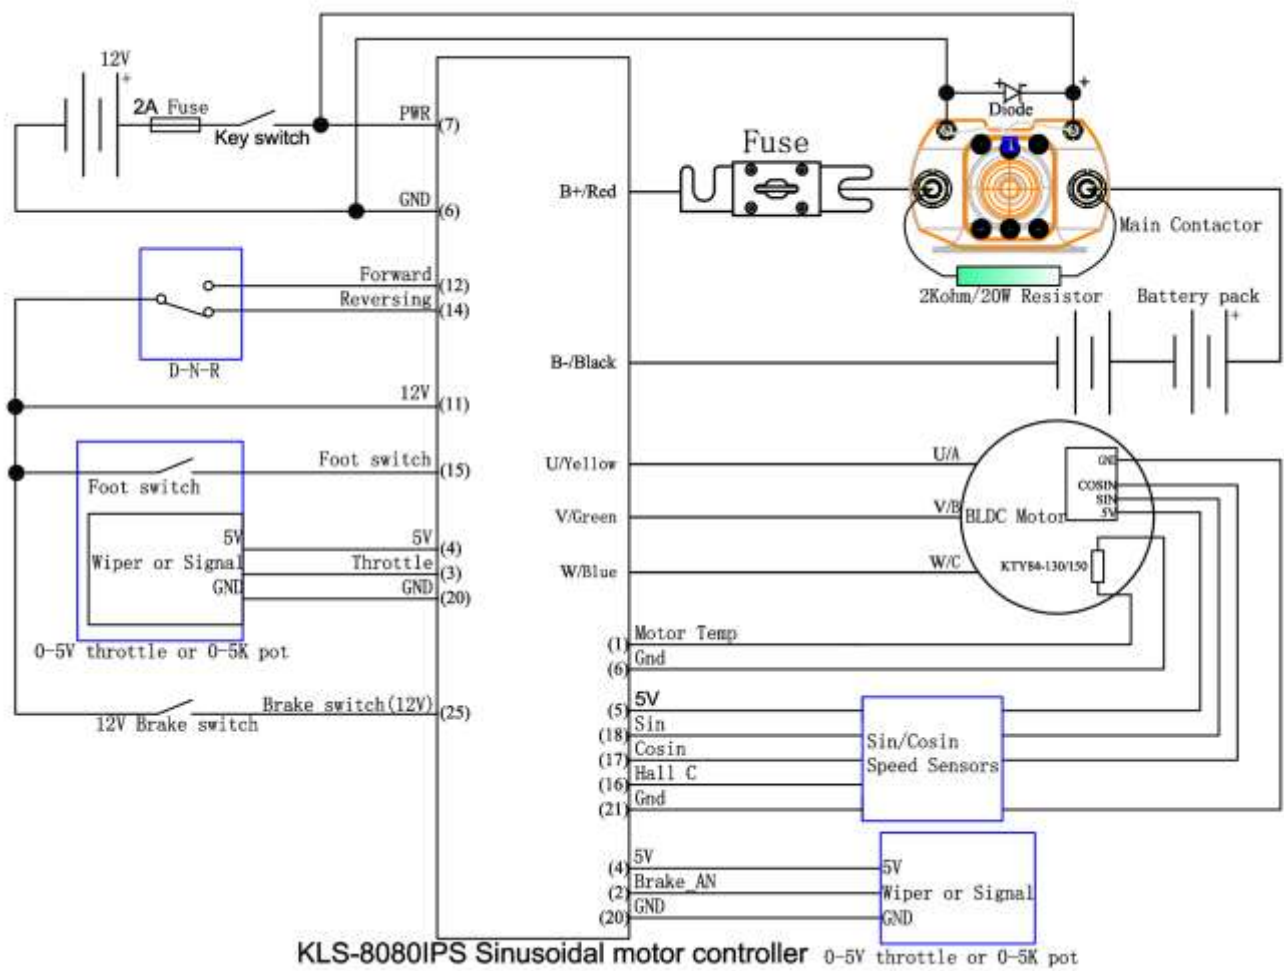 12V
+
2A Fuse
Key switch
PWR
(7)
GND
(6)
Forward
(12)
Reversing
(14)
D-N-R
12V
(11)
Foot switch
(15)
Foot switch
5V
5V
(4)
Wiper or Signal
Throttle
(3)
GND
GND
(20)
0-5V throttle or 0-5K pot
Brake switch(12V)
(25)
12V Brake switch
B+/Red
Fuse
+
Diode
+
1
Main Contactor
2Kohm/20W Resistor
Battery pack
+
B-/Black
U/Yellow
U/A
V/Green
V/B
W/Blue
W/C
BLDC Motor
GND
COSIN
SIN
5V
KTY84-130/150
Motor Temp
(1)
Gnd
(6)
5V
(5)
Sin
(18)
Cosin
(17)
Hall C
(16)
Gnd
(21)
Sin/Cosin
Speed Sensors
5V
(4)
5V
Brake_AN
(2)
Wiper or Signal
GND
(20)
GND
KLS-8080IPS Sinusoidal motor controller
0-5V throttle or 0-5K pot